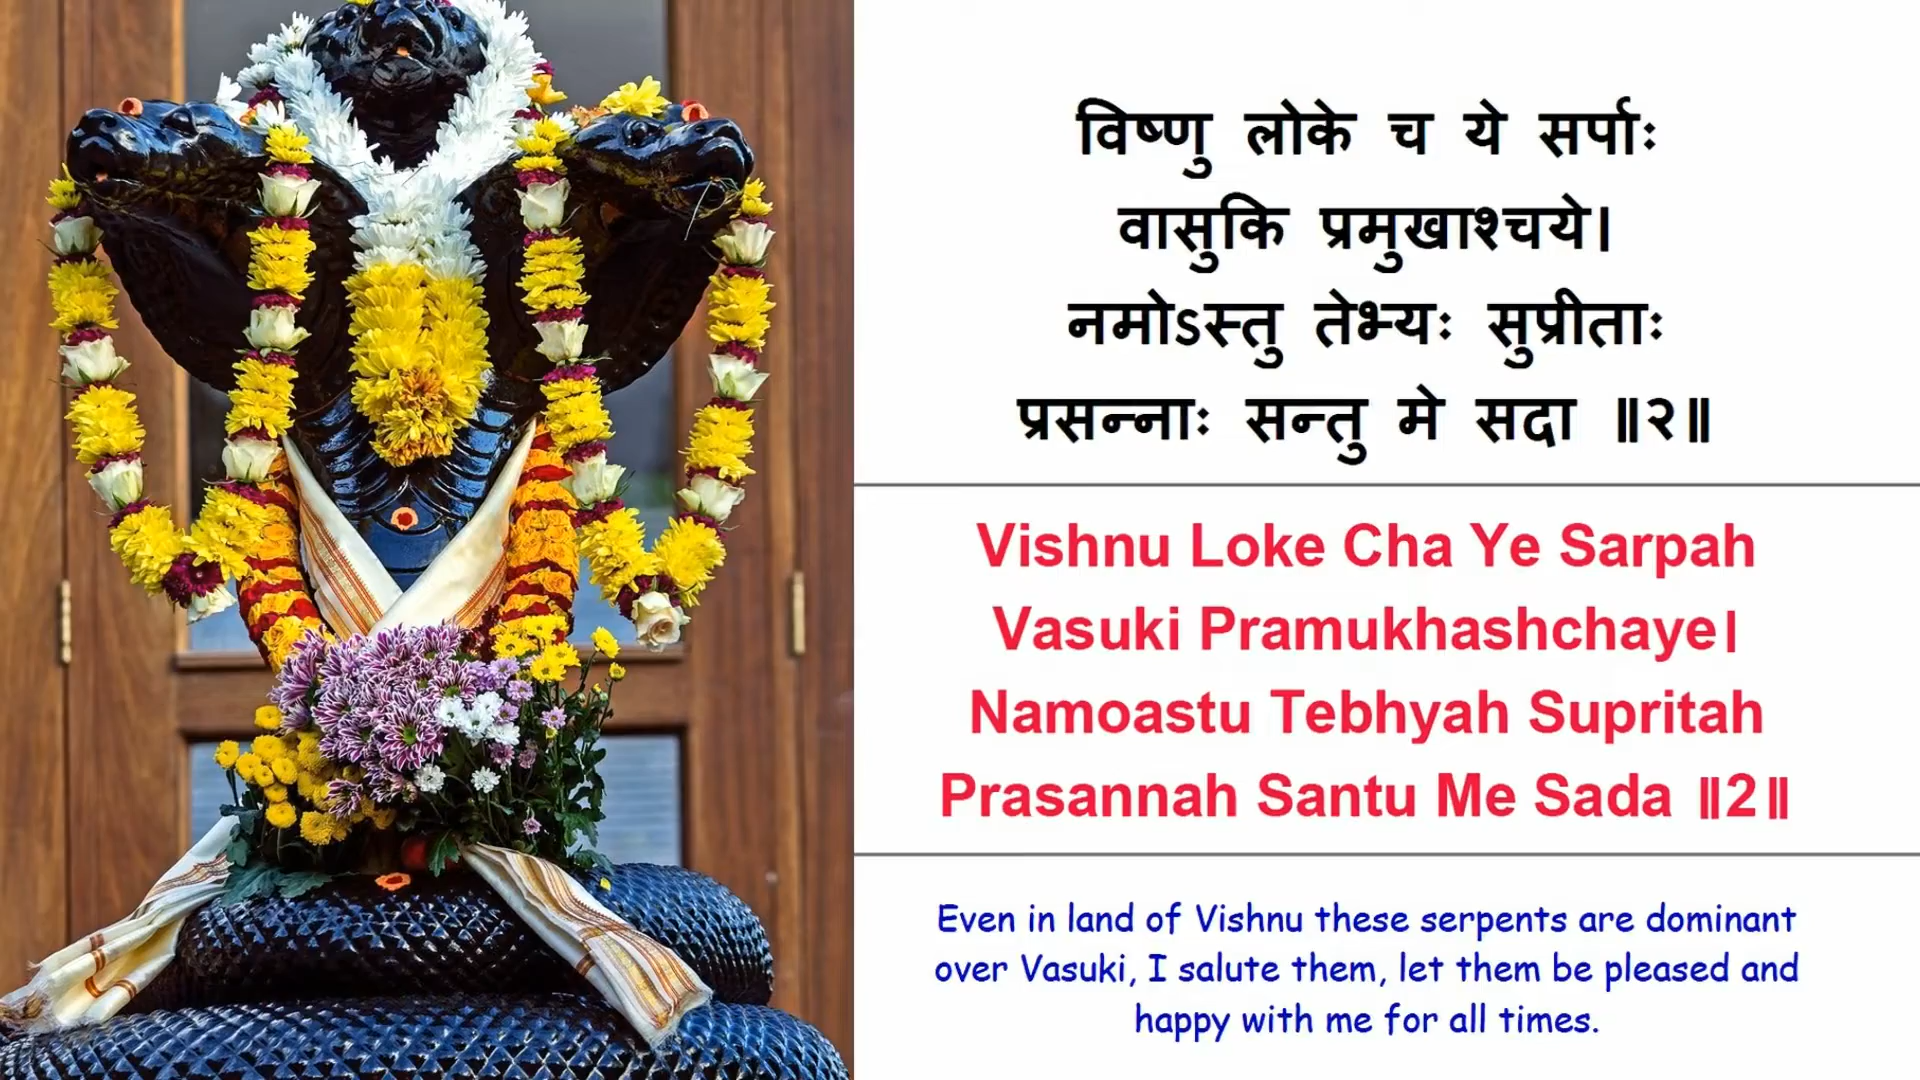 विष्णु लोके च ये सर्पाः
वासुकि प्रमुखाश्चये।
नमोऽस्तु तेभ्यः सुप्रीताः
प्रसन्नाः सन्तु मे सदा ॥२॥
Vishnu Loke Cha Ye Sarpah
Vasuki Pramukhashchaye।
Namoastu Tebhyah Supritah
Prasannah Santu Me Sada ॥2॥
Even in land of Vishnu these serpents are dominant
over Vasuki, I salute them, let them be pleased and
happy with me for all times.